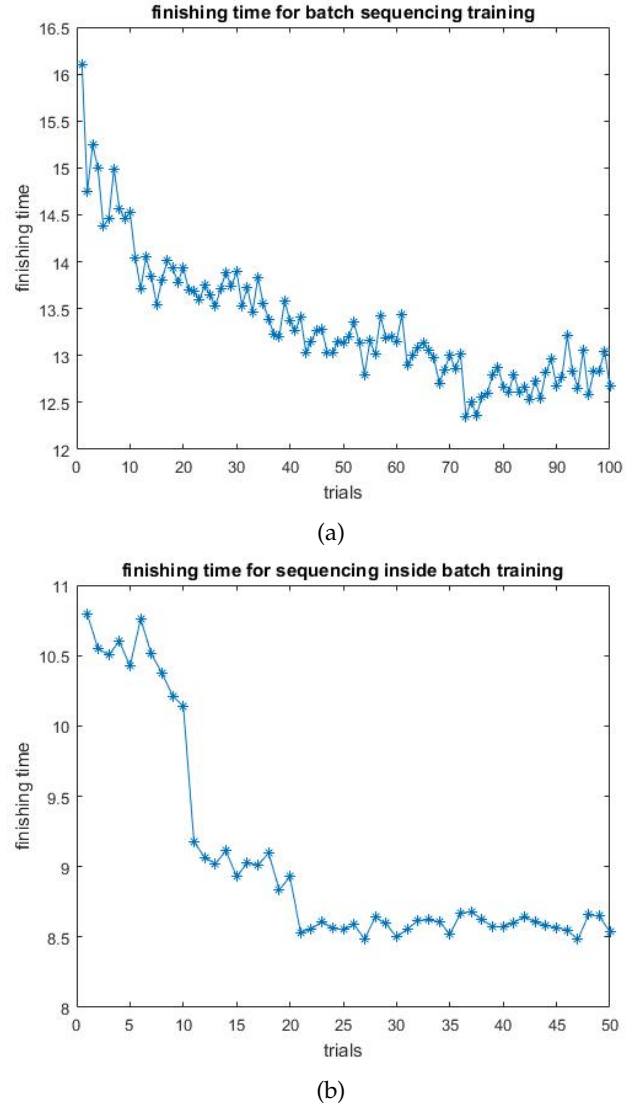 finishing time for batch sequencing training
16.5
16
15.5
15
14.5
14
13.5
13
12.5
12
finishing time
0 10 20 30 40 50 60 70 80 90 100
trials
(a)
finishing time for sequencing inside batch training
11
10.5
10
9.5
9
8.5
8
finishing time
0 5 10 15 20 25 30 35 40 45 50
trials
(b)